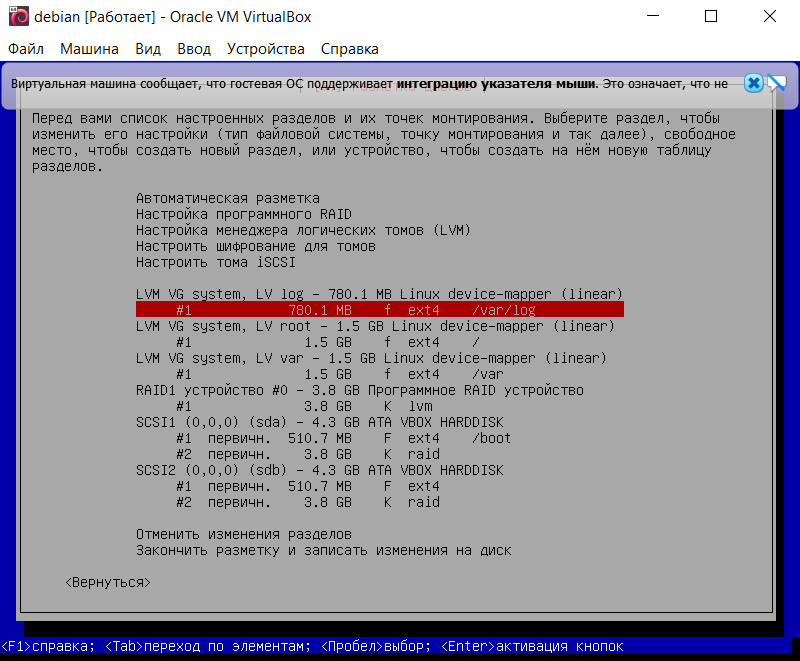 debian [Работает] - Oracle VM VirtualBox
Файл Машина Вид Ввод Устройства Справка
Виртуальная машина сообщает, что гостевая ОС поддерживает интеграцию указателя мыши. Это означает, что не
Перед вами список настроенных разделов и их точек монтирования. Выберите раздел, чтобы
изменить его настройки (тип файловой системы, точку монтирования и так далее), свободное
место, чтобы создать новый раздел, или устройство, чтобы создать на нём новую таблицу
разделов.
Автоматическая разметка
Настройка программного RAID
Настройка менеджера логических томов (LVM)
Настроить шифрование для томов
Настроить тома iSCSI
LVM VG system, LV log - 780.1 MB Linux device-mapper (linear)
#1 780.1 MB f ext4 /var/log
LVM VG system, LV root - 1.5 GB Linux device-mapper (linear)
#1 1.5 GB f ext4 /
LVM VG system, LV var - 1.5 GB Linux device-mapper (linear)
#1 1.5 GB f ext4 /var
RAID1 устройство #0 - 3.8 GB Программное RAID устройство
#1 3.8 GB K lvm
SCSI1 (0,0,0) (sda) - 4.3 GB ATA VBOX HARDDISK
#1 первичн. 510.7 MB F ext4 /boot
#2 первичн. 3.8 GB K raid
SCSI2 (0,0,0) (sdb) - 4.3 GB ATA VBOX HARDDISK
#1 первичн. 510.7 MB F ext4
#2 первичн. 3.8 GB K raid
Отменить изменения разделов
Закончить разметку и записать изменения на диск
<Вернуться>
<F1>справка; <Tab>переход по элементам; <Пробел>выбор; <Enter>активация кнопок